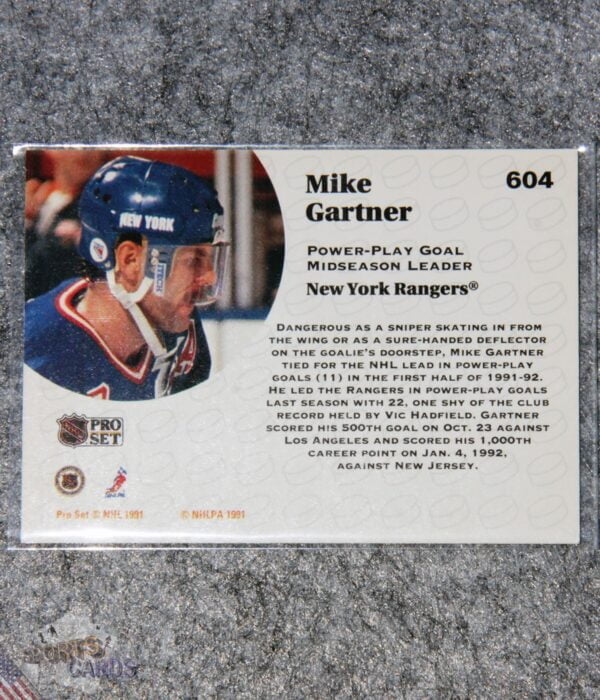 NEW YORK
ITECH
Mike
Gartner
604
POWER-PLAY GOAL
MIDSEASON LEADER
New York Rangers®
DANGEROUS AS A SNIPER SKATING IN FROM
THE WING OR AS A SURE-HANDED DEFLECTOR
ON THE GOALIE'S DOORSTEP, MIKE GARTNER
TIED FOR THE NHL LEAD IN POWER-PLAY
GOALS (11) IN THE FIRST HALF OF 1991-92.
HE LED THE RANGERS IN POWER-PLAY GOALS
LAST SEASON WITH 22, ONE SHY OF THE CLUB
RECORD HELD BY VIC HADFIELD. GARTNER
SCORED HIS 500TH GOAL ON OCT. 23 AGAINST
LOS ANGELES AND SCORED HIS 1,000TH
CAREER POINT ON JAN. 4, 1992,
AGAINST NEW JERSEY.
NHL
PRO
SET
NHLPA
Pro Set © NHL 1991
© NHLPA 1991
SPORTS
CARDS